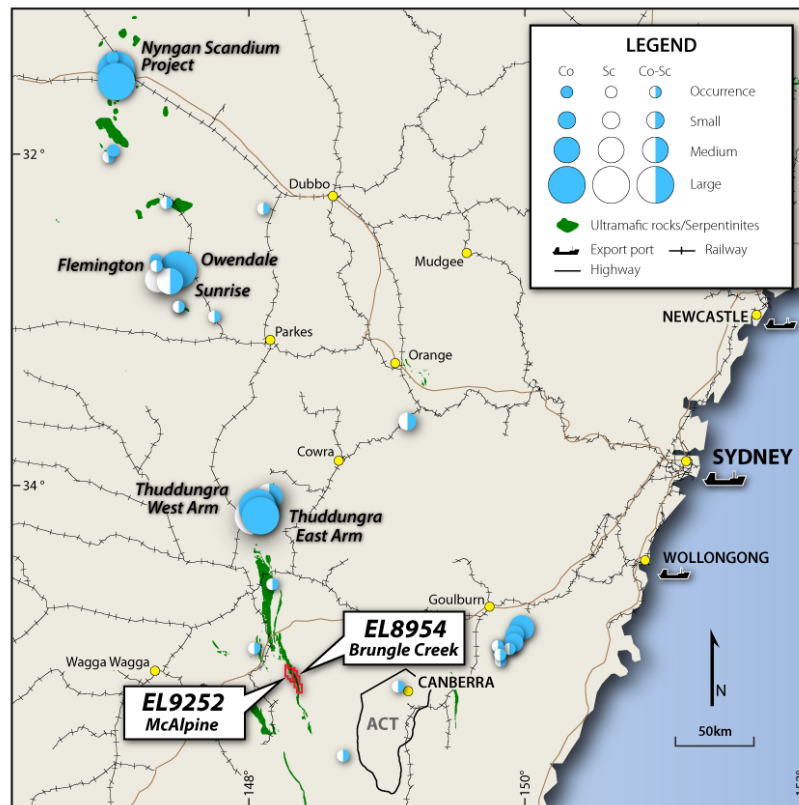 Nyngan Scandium
Project
LEGEND
Co Sc Co-Sc
Occurrence
Small
Medium
Large
Ultramafic rocks/Serpentinites
Export port Railway
Highway
32°
Dubbo
Mudgee
Flemington
Owendale
Sunrise
NEWCASTLE
Parkes
Orange
Cowra
SYDNEY
34°
Thuddungra
West Arm
Thuddungra
East Arm
WOLLONGONG
Goulburn
EL8954
Brungle Creek
Wagga Wagga
EL9252
McAlpine
CANBERRA
ACT
N
50km
148°
150°
152°